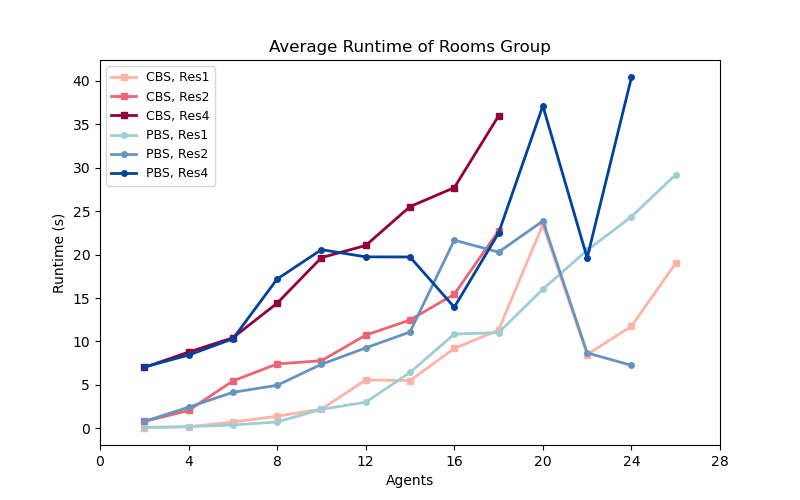 Average Runtime of Rooms Group
CBS, Res1
CBS, Res2
CBS, Res4
PBS, Res1
PBS, Res2
PBS, Res4
Runtime (s)
40
35
30
25
20
15
10
5
0
0 4 8 12 16 20 24 28
Agents